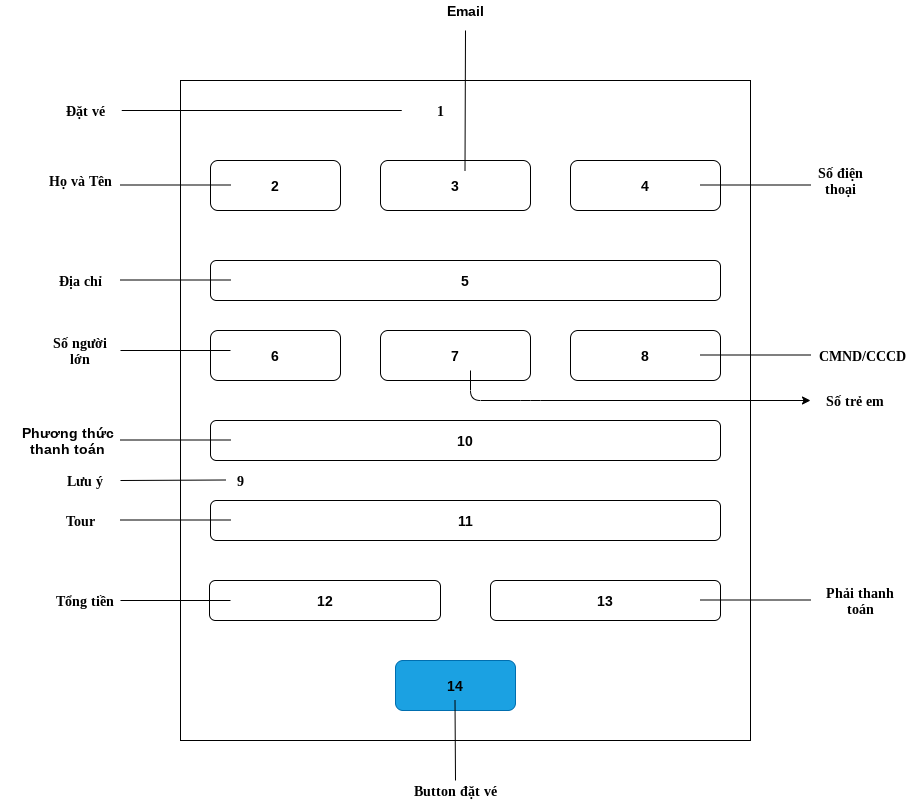 Email
Đặt vé
1
Họ và Tên
2
3
4
Số điện
thoại
Địa chỉ
5
Số người
lớn
6
7
8
CMND/CCCD
Số trẻ em
Phương thức
thanh toán
10
Lưu ý
9
Tour
11
Tổng tiền
12
13
Phải thanh
toán
14
Button đặt vé